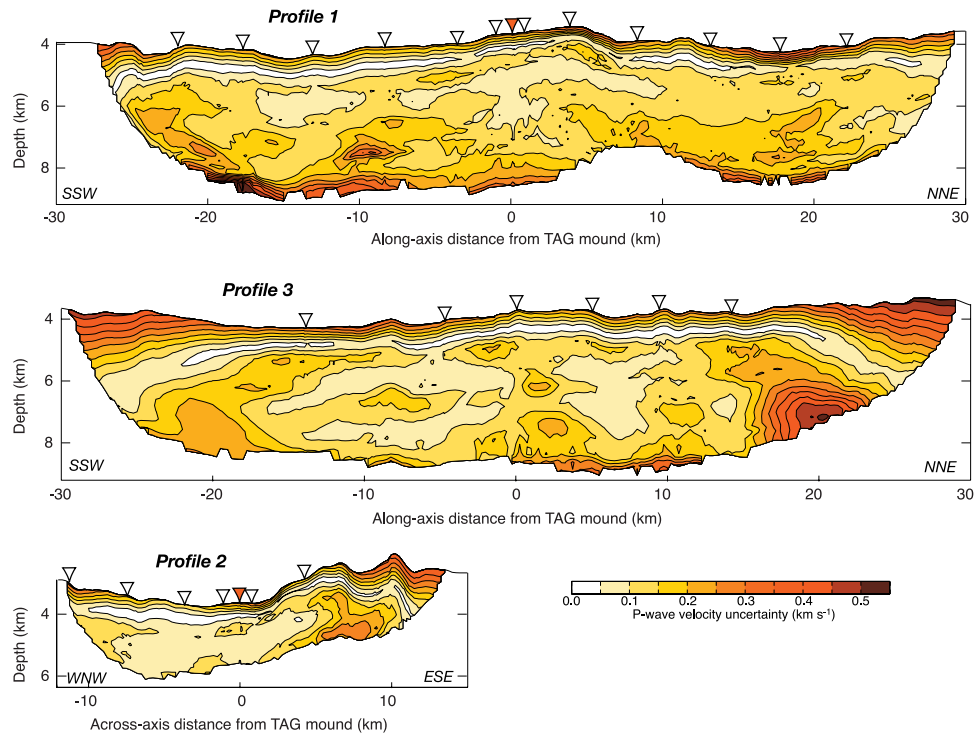 Profile 1
4
6
8
Depth (km)
SSW
NNE
-30
-20
-10
0
10
20
30
Along-axis distance from TAG mound (km)
Profile 3
4
6
8
Depth (km)
SSW
NNE
-30
-20
-10
0
10
20
30
Along-axis distance from TAG mound (km)
Profile 2
4
6
Depth (km)
WNW
ESE
-10
0
10
Across-axis distance from TAG mound (km)
0.0 0.1 0.2 0.3 0.4 0.5
P-wave velocity uncertainty (km s⁻¹)